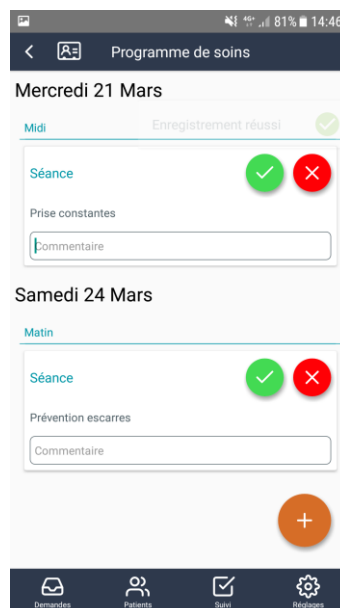 81% 14:46
Programme de soins
Mercredi 21 Mars
Enregistrement réussi
Midi
Séance
Prise constantes
Commentaire
Samedi 24 Mars
Matin
Séance
Prévention escarres
Commentaire
Demandes Patients Suivi Réglages